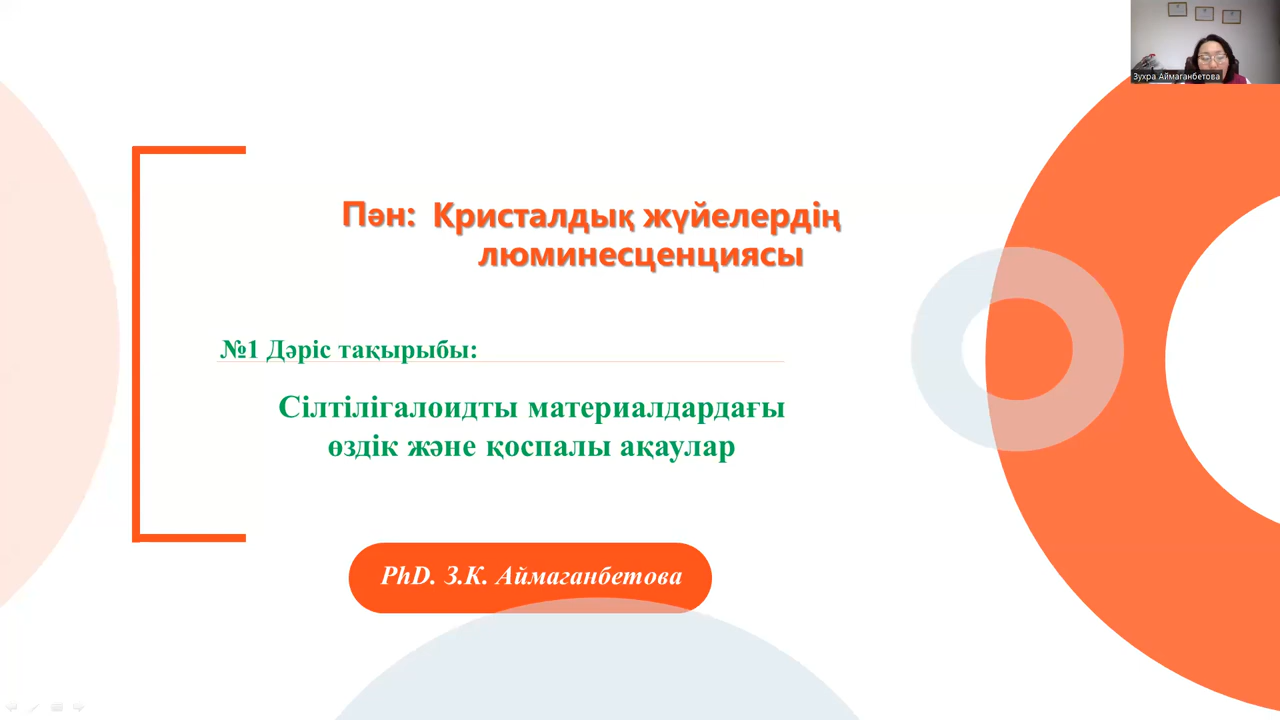 Зухра Аймаганбетова
Пән: Кристалдық жүйелердің
люминесценциясы
№1 Дәріс тақырыбы:
Сілтілігалоидты материалдардағы
өздік және қоспалы ақаулар
PhD. З.К. Аймаганбетова